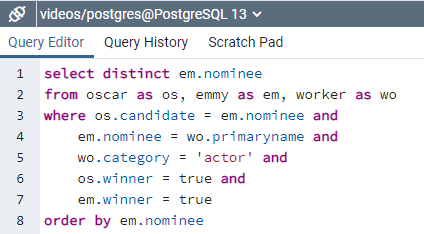 videos/postgres@PostgreSQL 13
Query Editor Query History Scratch Pad
1 select distinct em.nominee
2 from oscar as os, emmy as em, worker as wo
3 where os.candidate = em.nominee and
4 em.nominee = wo.primaryname and
5 wo.category = 'actor' and
6 os.winner = true and
7 em.winner = true
8 order by em.nominee